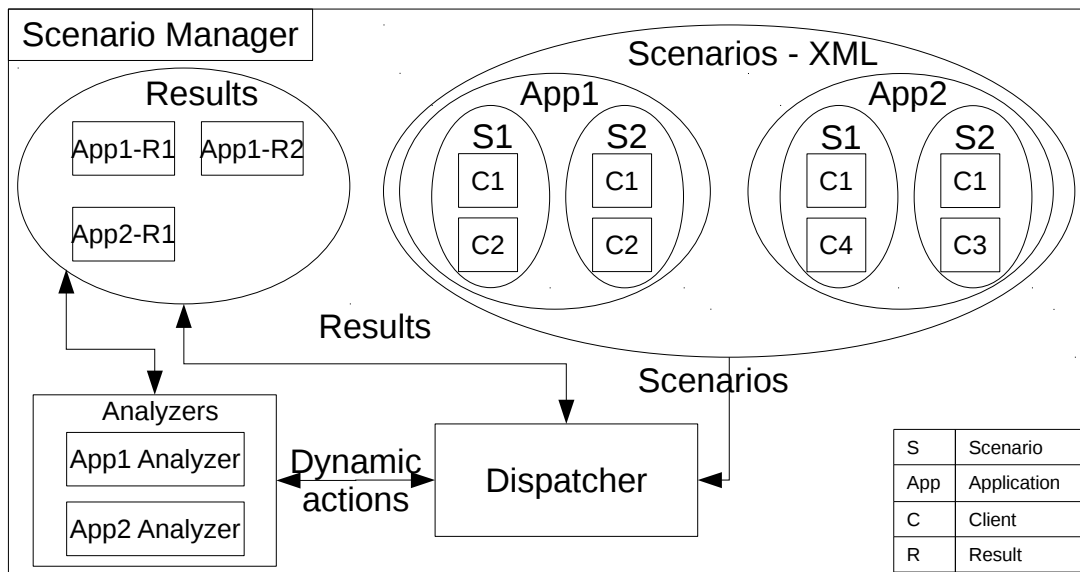 Scenario Manager
Results
App1-R1
App1-R2
App2-R1
Scenarios - XML
App1
S1
C1
C2
S2
C1
C2
App2
S1
C1
C4
S2
C1
C3
Results
Scenarios
Analyzers
App1 Analyzer
App2 Analyzer
Dynamic
actions
Dispatcher
S Scenario
App Application
C Client
R Result